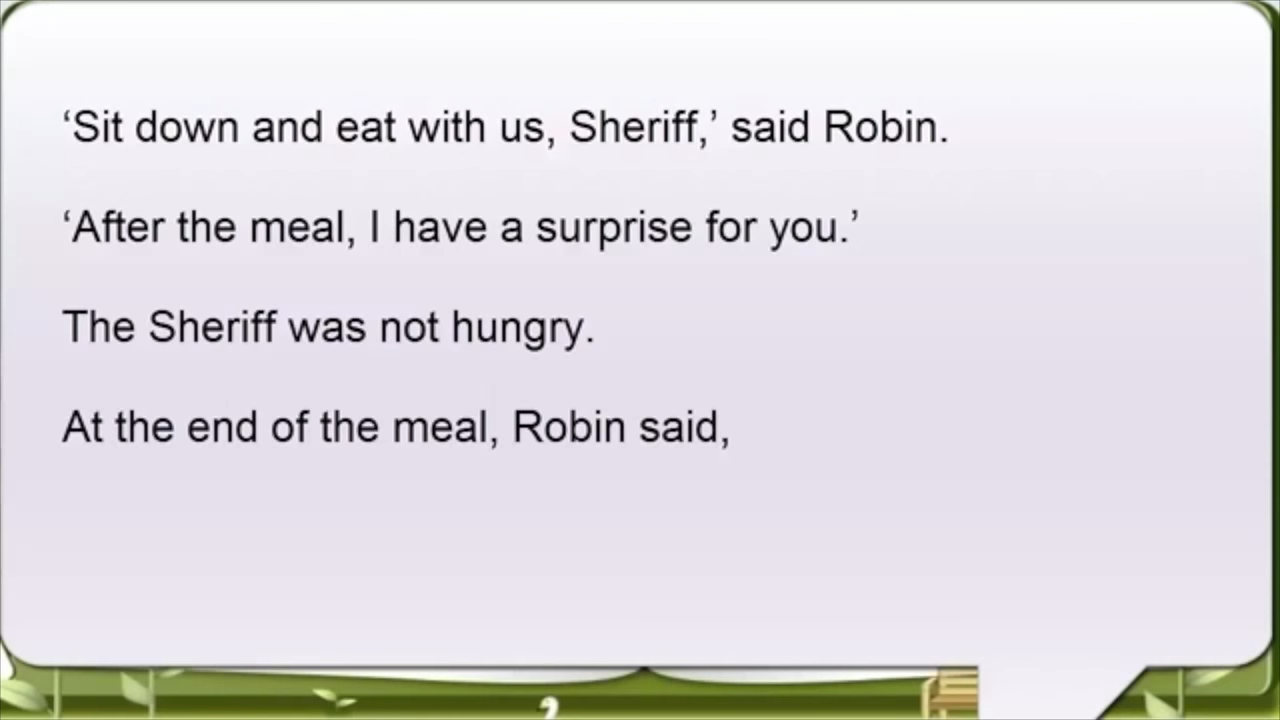 ‘Sit down and eat with us, Sheriff,’ said Robin.
‘After the meal, I have a surprise for you.’
The Sheriff was not hungry.
At the end of the meal, Robin said,